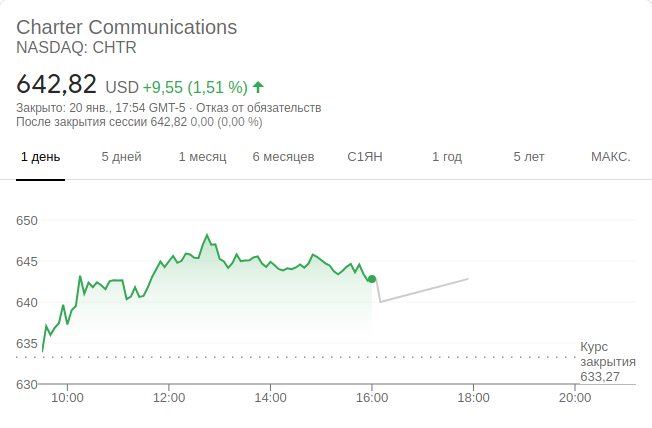 Charter Communications
NASDAQ: CHTR
642,82 USD +9,55 (1,51 %)
Закрыто: 20 янв., 17:54 GMT-5 · Отказ от обязательств
После закрытия сессии 642,82 0,00 (0,00 %)
1 день 5 дней 1 месяц 6 месяцев С1ЯН 1 год 5 лет МАКС.
650
645
640
635
Курс
закрытия
633,27
630
10:00 12:00 14:00 16:00 18:00 20:00